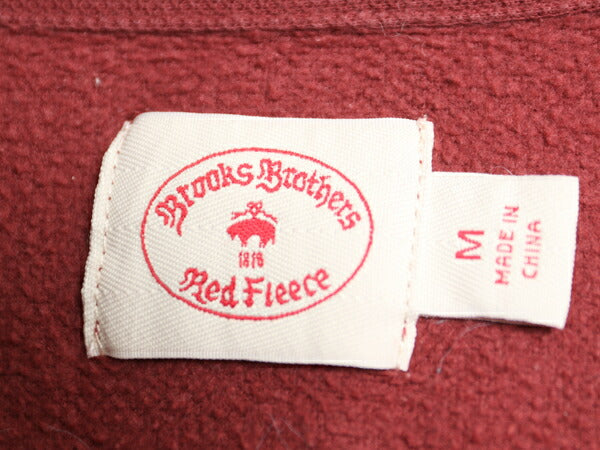 Brooks Brothers
1818
Red Fleece
M
MADE IN
CHINA